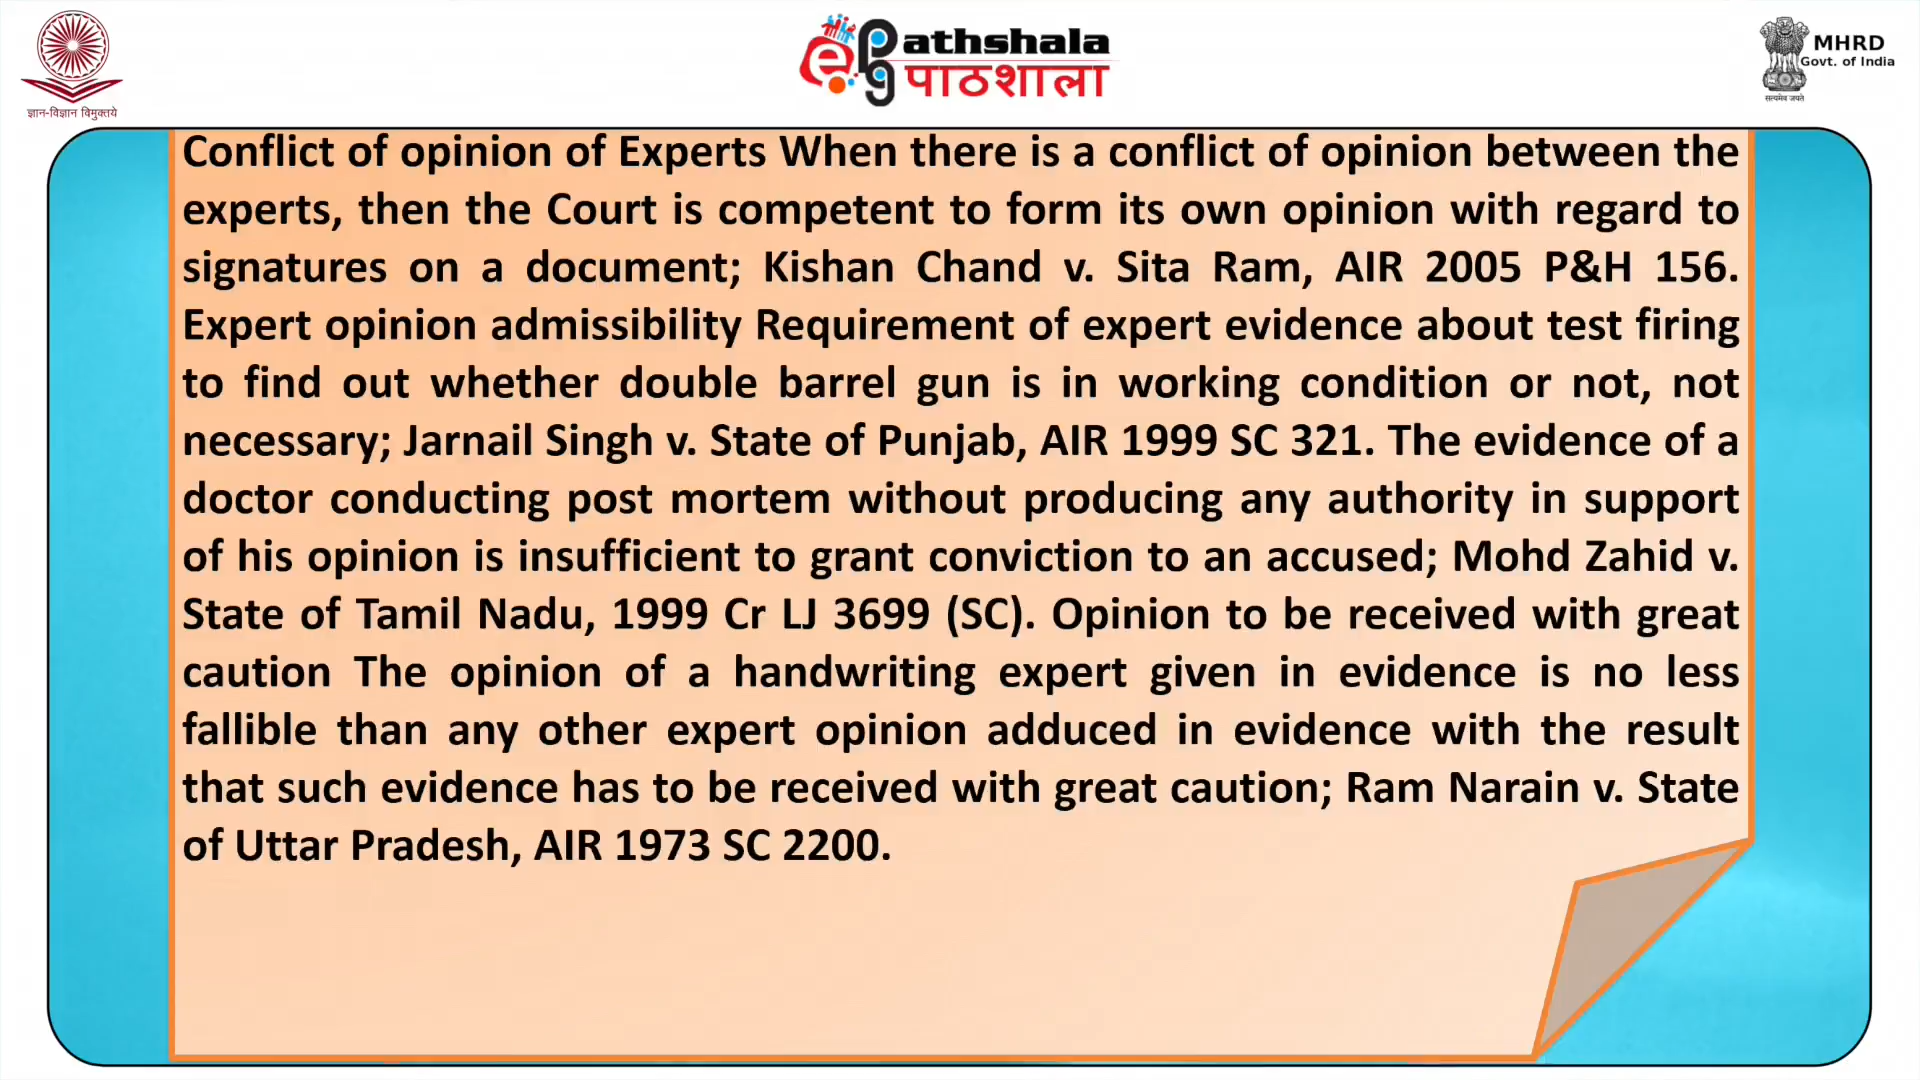 ज्ञान-विज्ञान विमुक्तये
epg Pathshala
पाठशाला
MHRD
Govt. of India
सत्यमेव जयते
Conflict of opinion of Experts When there is a conflict of opinion between the
experts, then the Court is competent to form its own opinion with regard to
signatures on a document; Kishan Chand v. Sita Ram, AIR 2005 P&H 156.
Expert opinion admissibility Requirement of expert evidence about test firing
to find out whether double barrel gun is in working condition or not, not
necessary; Jarnail Singh v. State of Punjab, AIR 1999 SC 321. The evidence of a
doctor conducting post mortem without producing any authority in support
of his opinion is insufficient to grant conviction to an accused; Mohd Zahid v.
State of Tamil Nadu, 1999 Cr LJ 3699 (SC). Opinion to be received with great
caution The opinion of a handwriting expert given in evidence is no less
fallible than any other expert opinion adduced in evidence with the result
that such evidence has to be received with great caution; Ram Narain v. State
of Uttar Pradesh, AIR 1973 SC 2200.